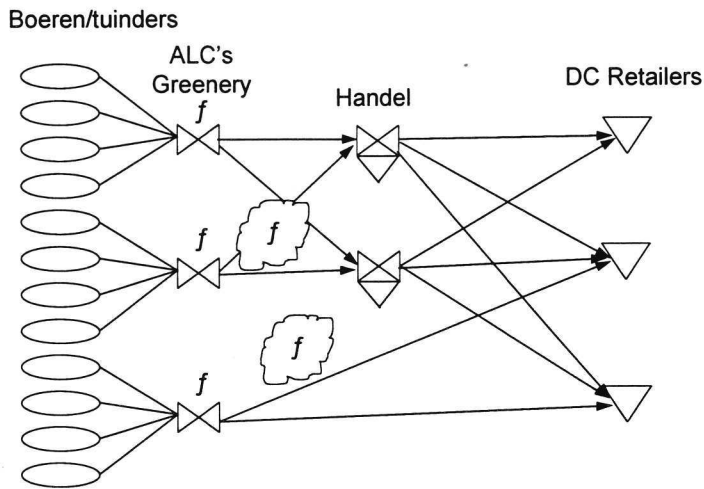 Boeren/tuinders
ALC's
Greenery
Handel
DC Retailers
f
f
f
f
f